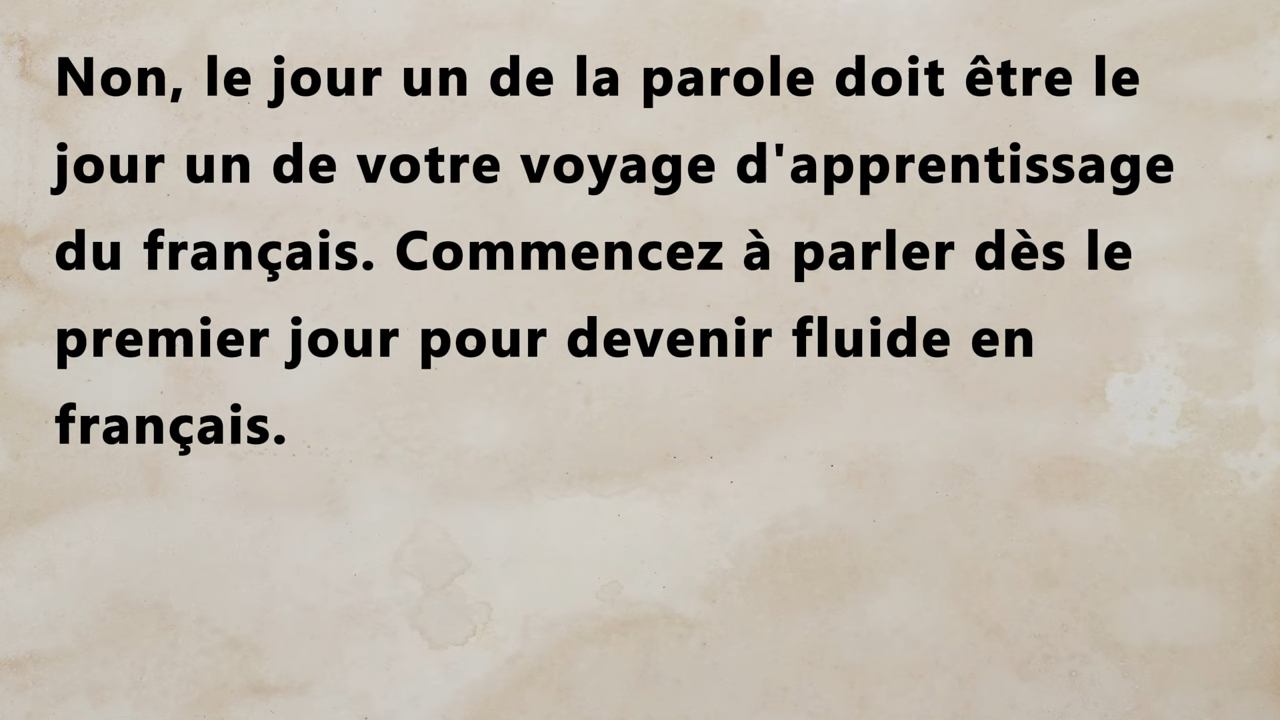 Non, le jour un de la parole doit être le
jour un de votre voyage d'apprentissage
du français. Commencez à parler dès le
premier jour pour devenir fluide en
français.